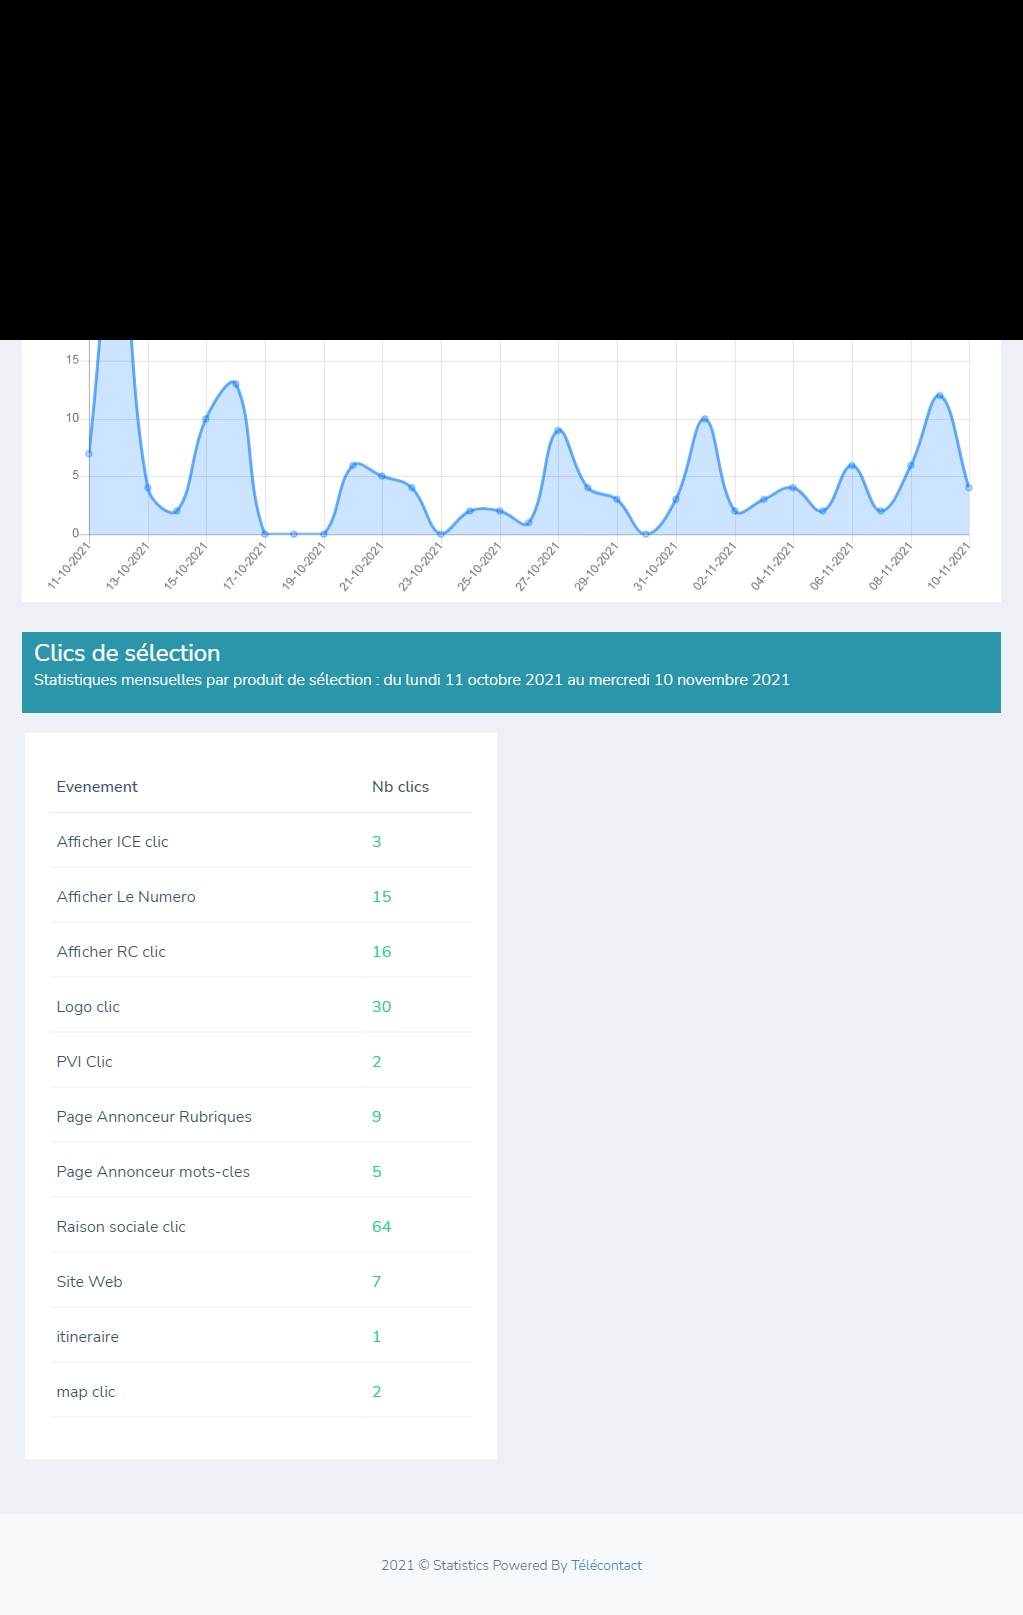 15
10
5
0
11-10-2021
13-10-2021
15-10-2021
17-10-2021
19-10-2021
21-10-2021
23-10-2021
25-10-2021
27-10-2021
29-10-2021
31-10-2021
02-11-2021
04-11-2021
06-11-2021
08-11-2021
10-11-2021
Clics de sélection
Statistiques mensuelles par produit de sélection : du lundi 11 octobre 2021 au mercredi 10 novembre 2021
Evenement Nb clics
Afficher ICE clic 3
Afficher Le Numero 15
Afficher RC clic 16
Logo clic 30
PVI Clic 2
Page Annonceur Rubriques 9
Page Annonceur mots-cles 5
Raison sociale clic 64
Site Web 7
itineraire 1
map clic 2
2021 © Statistics Powered By Télécontact